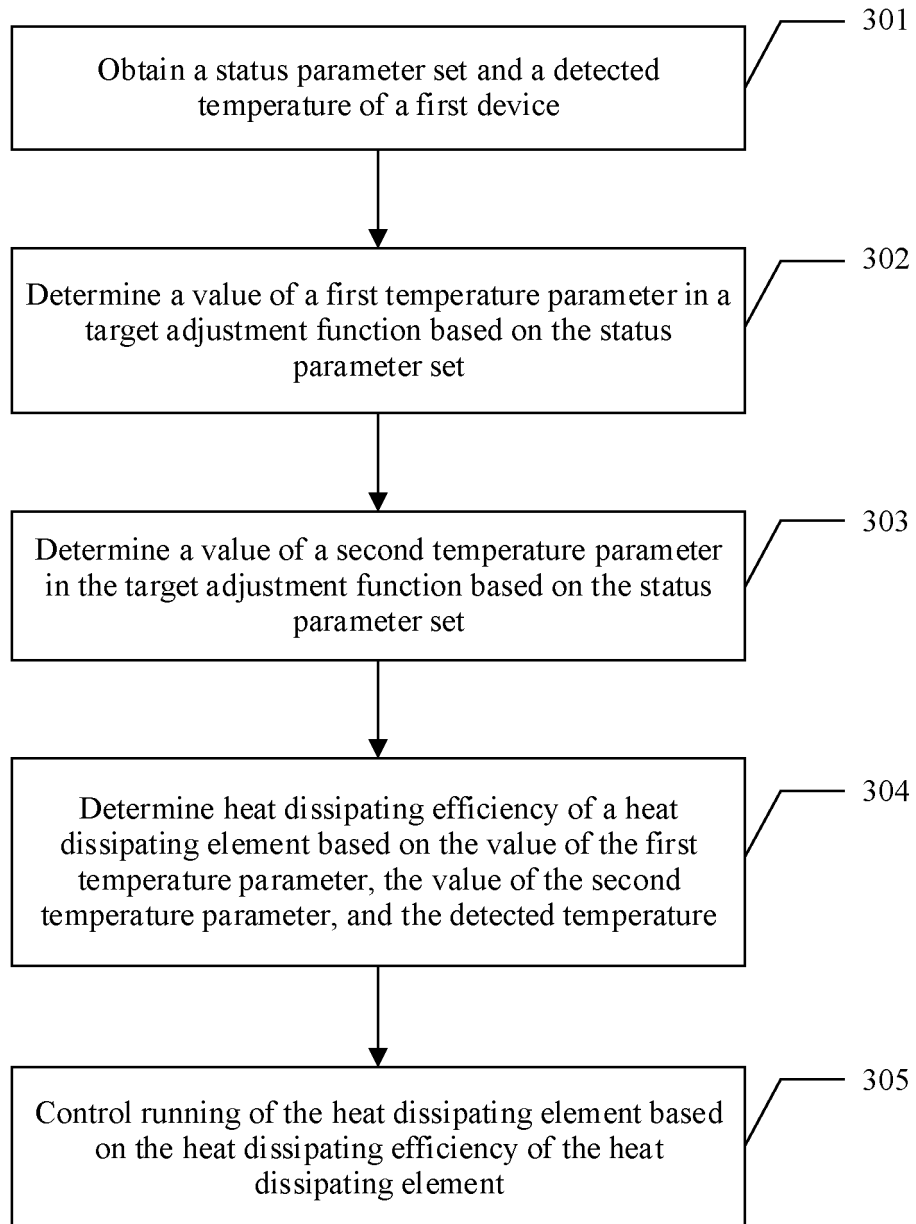 301
Obtain a status parameter set and a detected
temperature of a first device
302
Determine a value of a first temperature parameter in a
target adjustment function based on the status
parameter set
303
Determine a value of a second temperature parameter
in the target adjustment function based on the status
parameter set
304
Determine heat dissipating efficiency of a heat
dissipating element based on the value of the first
temperature parameter, the value of the second
temperature parameter, and the detected temperature
305
Control running of the heat dissipating element based
on the heat dissipating efficiency of the heat
dissipating element